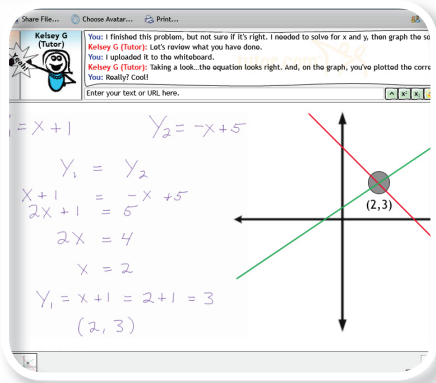 Share File... Choose Avatar... Print...
Kelsey G
(Tutor)
You: I finished this problem, but not sure if it's right. I needed to solve for x and y, then graph the so
Kelsey G (Tutor): Let's review what you have done.
You: I uploaded it to the whiteboard.
Kelsey G (Tutor): Taking a look...the equation looks right. And, on the graph, you've plotted the corre
You: Really? Cool!
Enter your text or URL here.
= x + 1 Y₂ = -x+5
Y₁ = Y₂
x + 1 = -x + 5
2x + 1 = 5
2x = 4
x = 2
Y₁ = x+1 = 2+1 = 3
(2, 3)
(2,3)